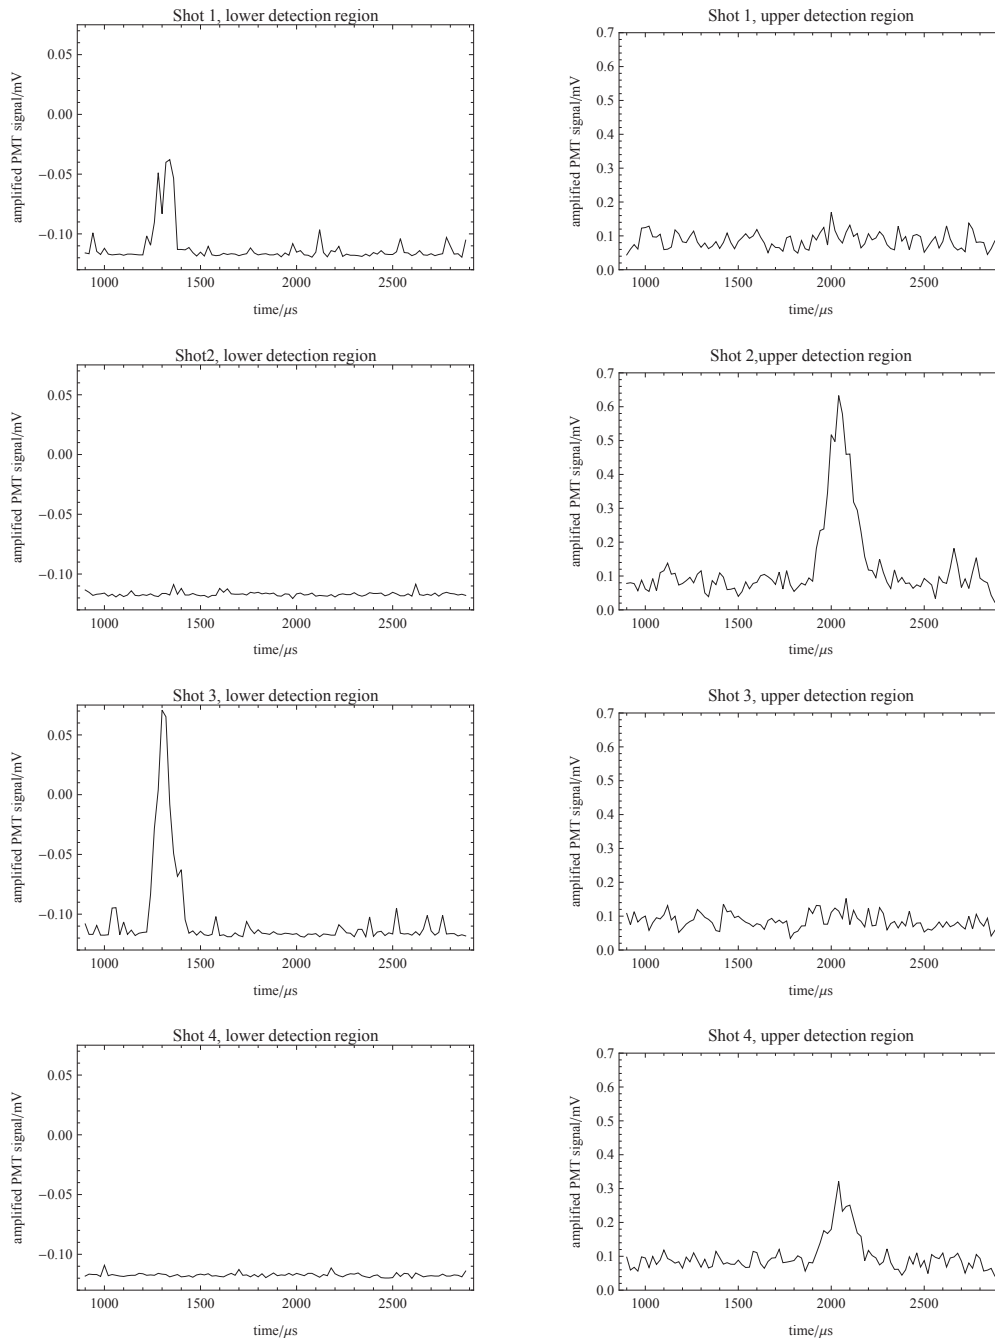 Shot 1, lower detection region
amplified PMT signal/mV
0.05
0.00
−0.05
−0.10
1000 1500 2000 2500
time/μs
Shot 1, upper detection region
amplified PMT signal/mV
0.7
0.6
0.5
0.4
0.3
0.2
0.1
0.0
1000 1500 2000 2500
time/μs
Shot2, lower detection region
amplified PMT signal/mV
0.05
0.00
−0.05
−0.10
1000 1500 2000 2500
time/μs
Shot 2,upper detection region
amplified PMT signal/mV
0.7
0.6
0.5
0.4
0.3
0.2
0.1
0.0
1000 1500 2000 2500
time/μs
Shot 3, lower detection region
amplified PMT signal/mV
0.05
0.00
−0.05
−0.10
1000 1500 2000 2500
time/μs
Shot 3, upper detection region
amplified PMT signal/mV
0.7
0.6
0.5
0.4
0.3
0.2
0.1
0.0
1000 1500 2000 2500
time/μs
Shot 4, lower detection region
amplified PMT signal/mV
0.05
0.00
−0.05
−0.10
1000 1500 2000 2500
time/μs
Shot 4, upper detection region
amplified PMT signal/mV
0.7
0.6
0.5
0.4
0.3
0.2
0.1
0.0
1000 1500 2000 2500
time/μs